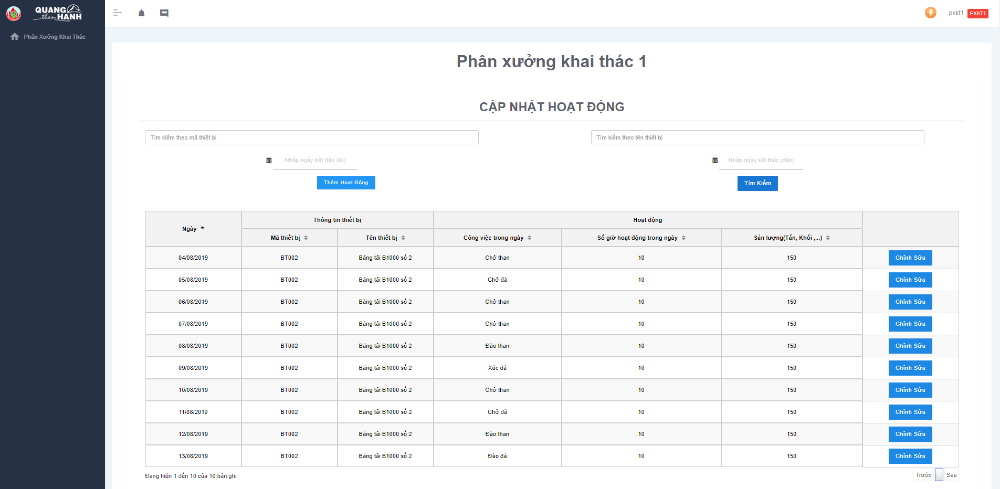 QUANG
than HANH
pxkt1 PXKT1
Phân Xưởng Khai Thác
Phân xưởng khai thác 1
CẬP NHẬT HOẠT ĐỘNG
Tìm kiếm theo mã thiết bị
Tìm kiếm theo tên thiết bị
Nhập ngày bắt đầu (từ)
Nhập ngày kết thúc (đến)
Thêm Hoạt Động
Tìm Kiếm
Ngày Thông tin thiết bị Hoạt động
Mã thiết bị Tên thiết bị Công việc trong ngày Số giờ hoạt động trong ngày Sản lượng(Tấn, Khối ,...)
04/08/2019 BT002 Băng tải B1000 số 2 Chở than 10 150 Chỉnh Sửa
05/08/2019 BT002 Băng tải B1000 số 2 Chở đá 10 150 Chỉnh Sửa
06/08/2019 BT002 Băng tải B1000 số 2 Chở than 10 150 Chỉnh Sửa
07/08/2019 BT002 Băng tải B1000 số 2 Chở than 10 150 Chỉnh Sửa
08/08/2019 BT002 Băng tải B1000 số 2 Đào than 10 150 Chỉnh Sửa
09/08/2019 BT002 Băng tải B1000 số 2 Xúc đá 10 150 Chỉnh Sửa
10/08/2019 BT002 Băng tải B1000 số 2 Chở than 10 150 Chỉnh Sửa
11/08/2019 BT002 Băng tải B1000 số 2 Chở đá 10 150 Chỉnh Sửa
12/08/2019 BT002 Băng tải B1000 số 2 Đào than 10 150 Chỉnh Sửa
13/08/2019 BT002 Băng tải B1000 số 2 Đào đá 10 150 Chỉnh Sửa
Đang hiện 1 đến 10 của 10 bản ghi
Trước 1 Sau